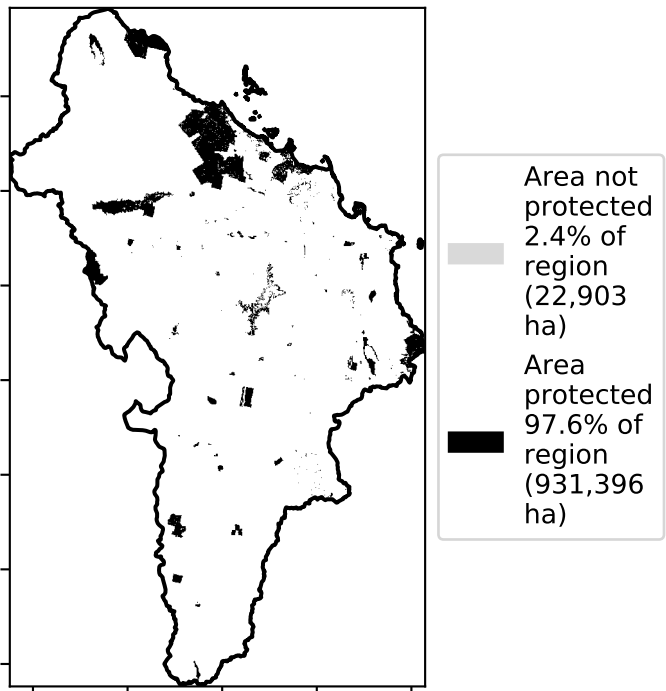 Area not
protected
2.4% of
region
(22,903
ha)
Area
protected
97.6% of
region
(931,396
ha)